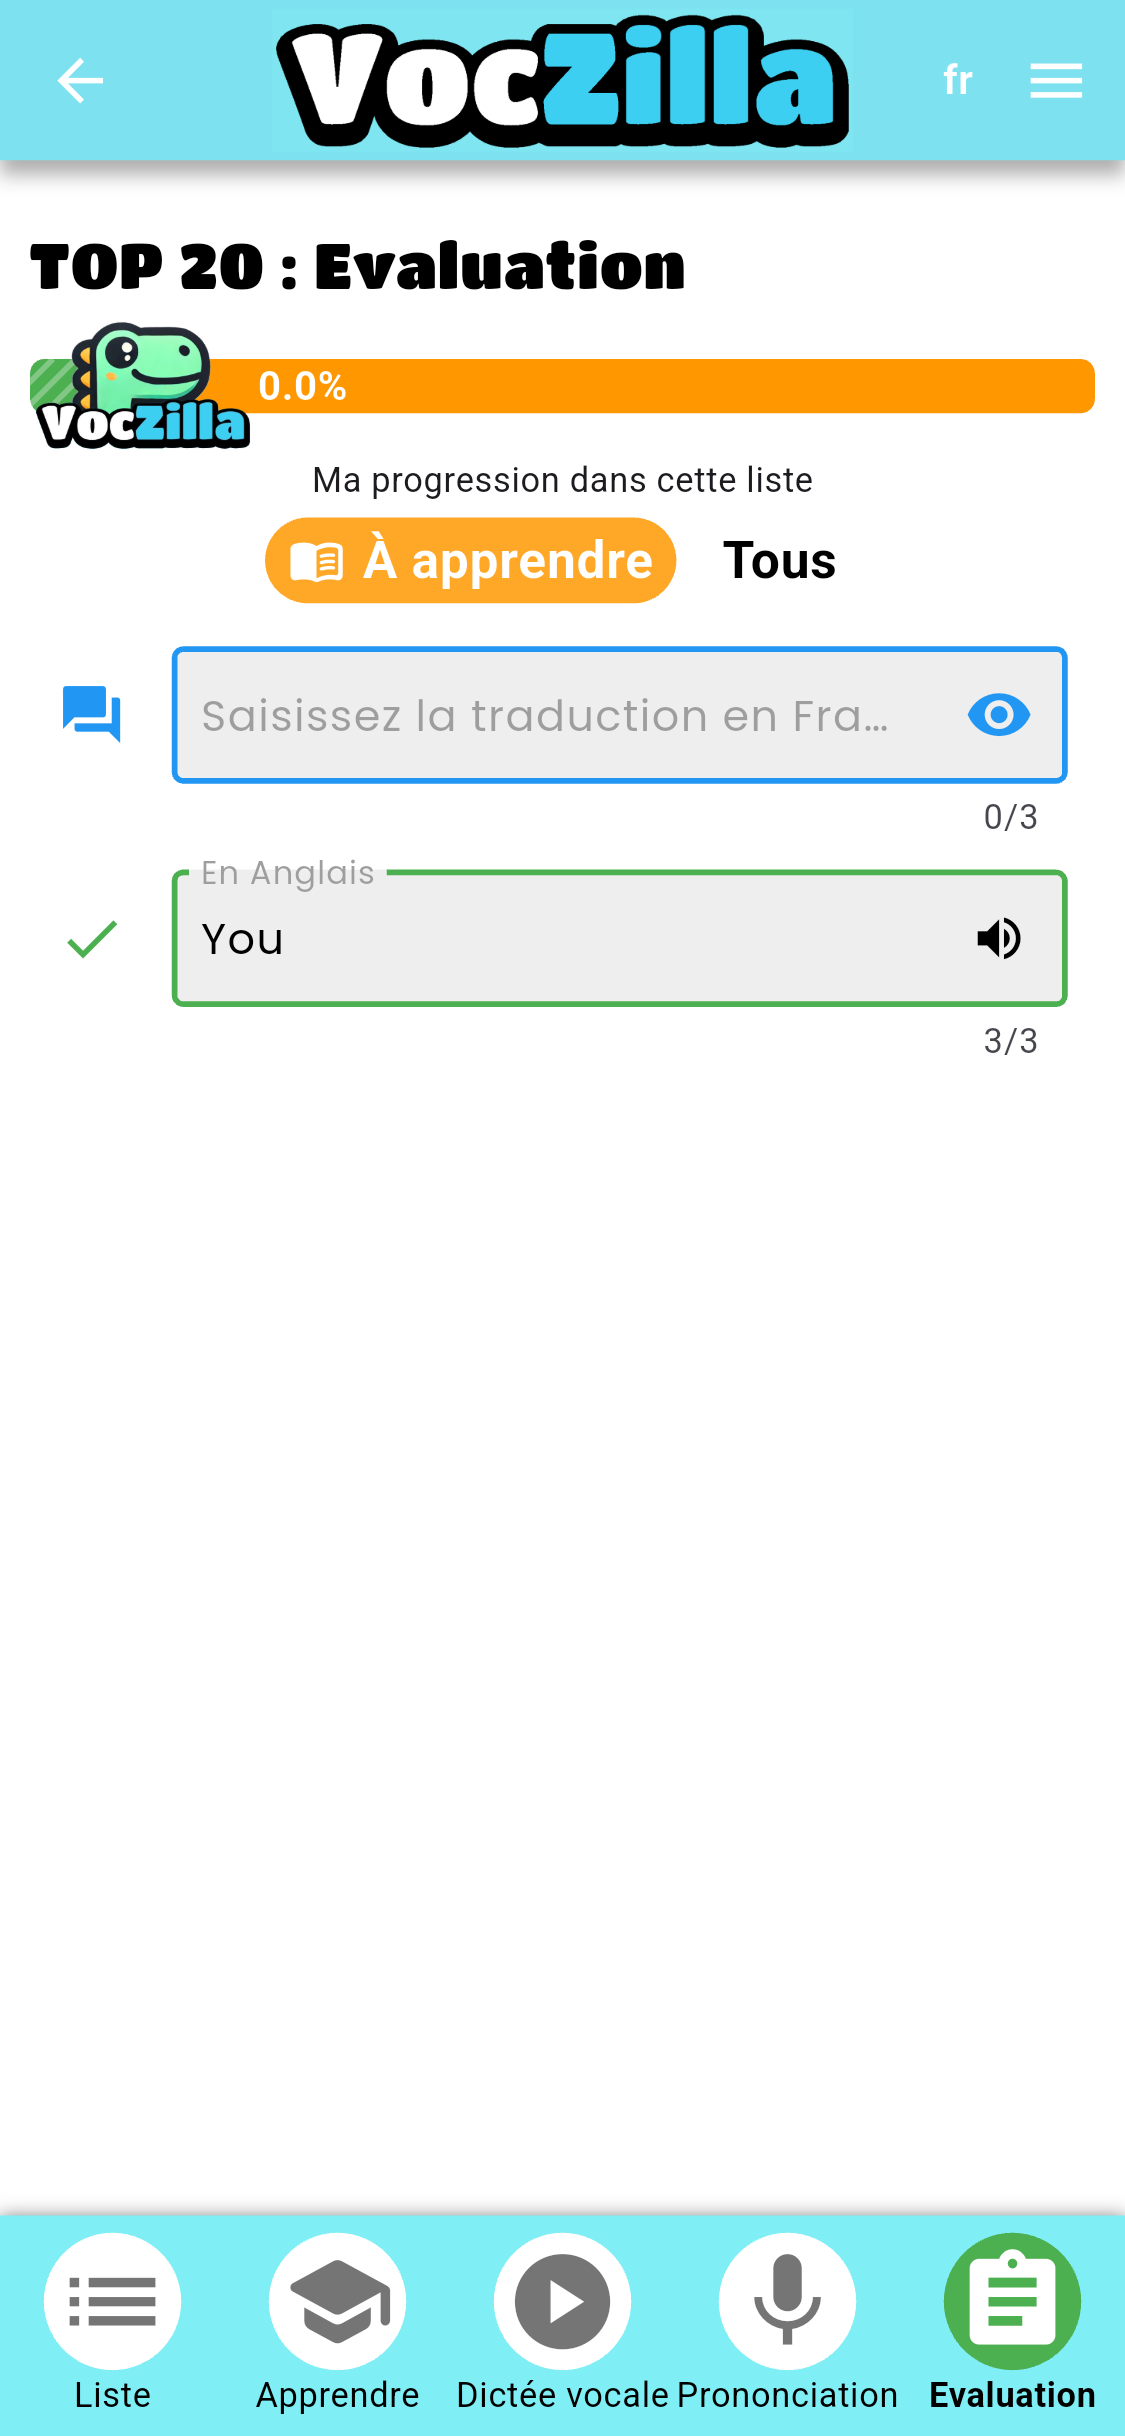 VocZilla
fr
TOP 20 : Evaluation
0.0%
VocZilla
Ma progression dans cette liste
À apprendre
Tous
Saisissez la traduction en Fra...
0/3
En Anglais
You
3/3
Liste
Apprendre
Dictée vocale
Prononciation
Evaluation